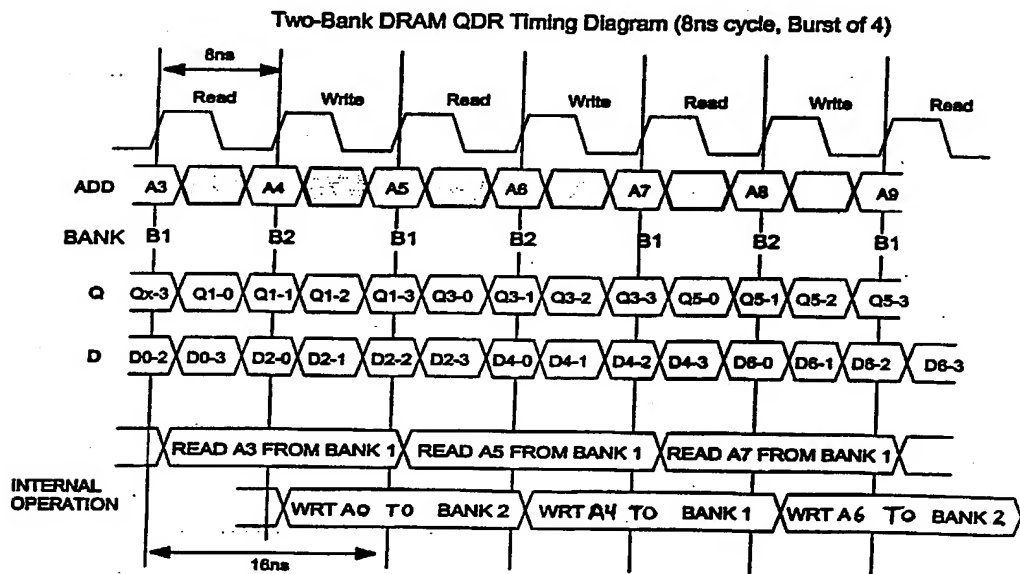 Two-Bank DRAM QDR Timing Diagram (8ns cycle, Burst of 4)
8ns
Read Write Read Write Read Write Read
ADD A3 A4 A5 A6 A7 A8 A9
BANK B1 B2 B1 B2 B1 B2 B1
Q Qx-3 Q1-0 Q1-1 Q1-2 Q1-3 Q3-0 Q3-1 Q3-2 Q3-3 Q5-0 Q5-1 Q5-2 Q5-3
D D0-2 D0-3 D2-0 D2-1 D2-2 D2-3 D4-0 D4-1 D4-2 D4-3 D6-0 D6-1 D6-2 D6-3
READ A3 FROM BANK 1 READ A5 FROM BANK 1 READ A7 FROM BANK 1
INTERNAL
OPERATION
WRT A0 TO BANK 2 WRT A4 TO BANK 1 WRT A6 TO BANK 2
16ns